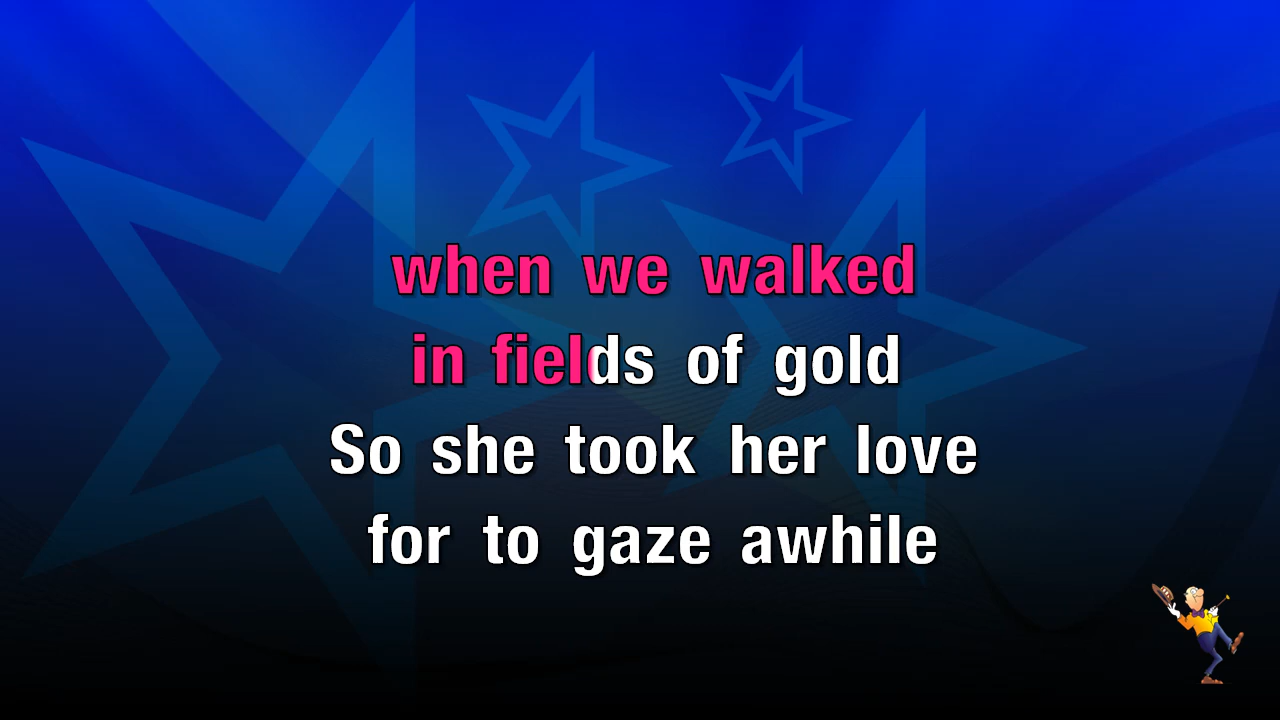 when we walked
in fields of gold
So she took her love
for to gaze awhile